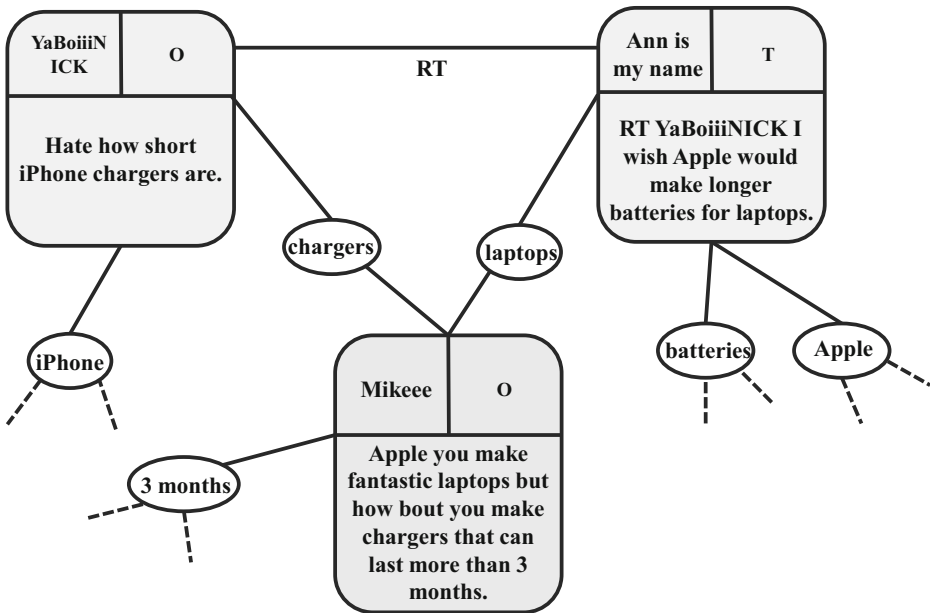 YaBoiiiN
ICK
O
Hate how short
iPhone chargers are.
RT
Ann is
my name
T
RT YaBoiiiNICK I
wish Apple would
make longer
batteries for laptops.
chargers
laptops
iPhone
batteries
Apple
3 months
Mikeee
O
Apple you make
fantastic laptops but
how bout you make
chargers that can
last more than 3
months.